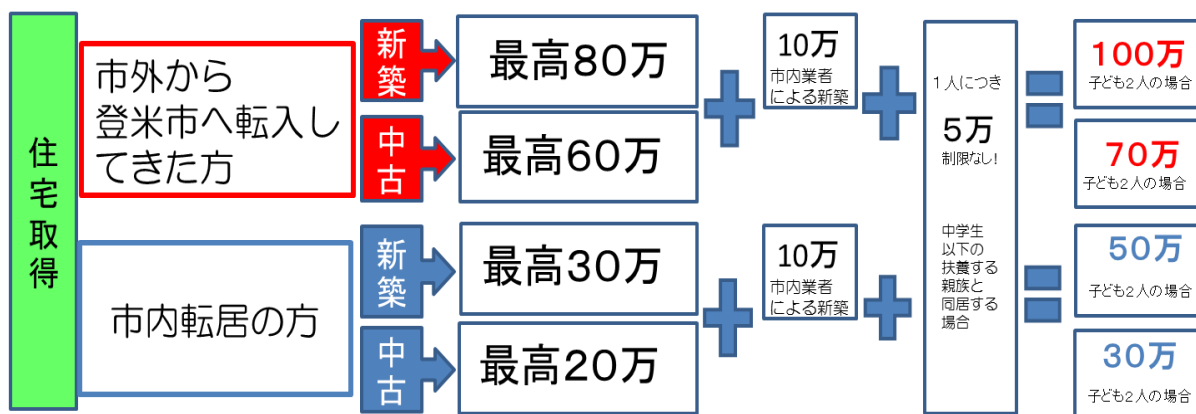 住宅取得
市外から
登米市へ転入し
てきた方
新築
最高80万
中古
最高60万
10万
市内業者
による新築
市内転居の方
新築
最高30万
中古
最高20万
10万
市内業者
による新築
1人につき
5万
制限なし!
中学生
以下の
扶養する
親族と
同居する
場合
100万
子ども2人の場合
70万
子ども2人の場合
50万
子ども2人の場合
30万
子ども2人の場合